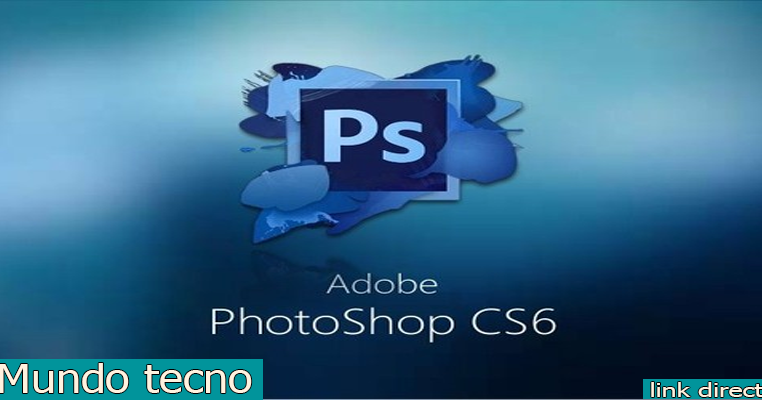 Ps
Adobe
PhotoShop CS6
Mundo tecno
link direct